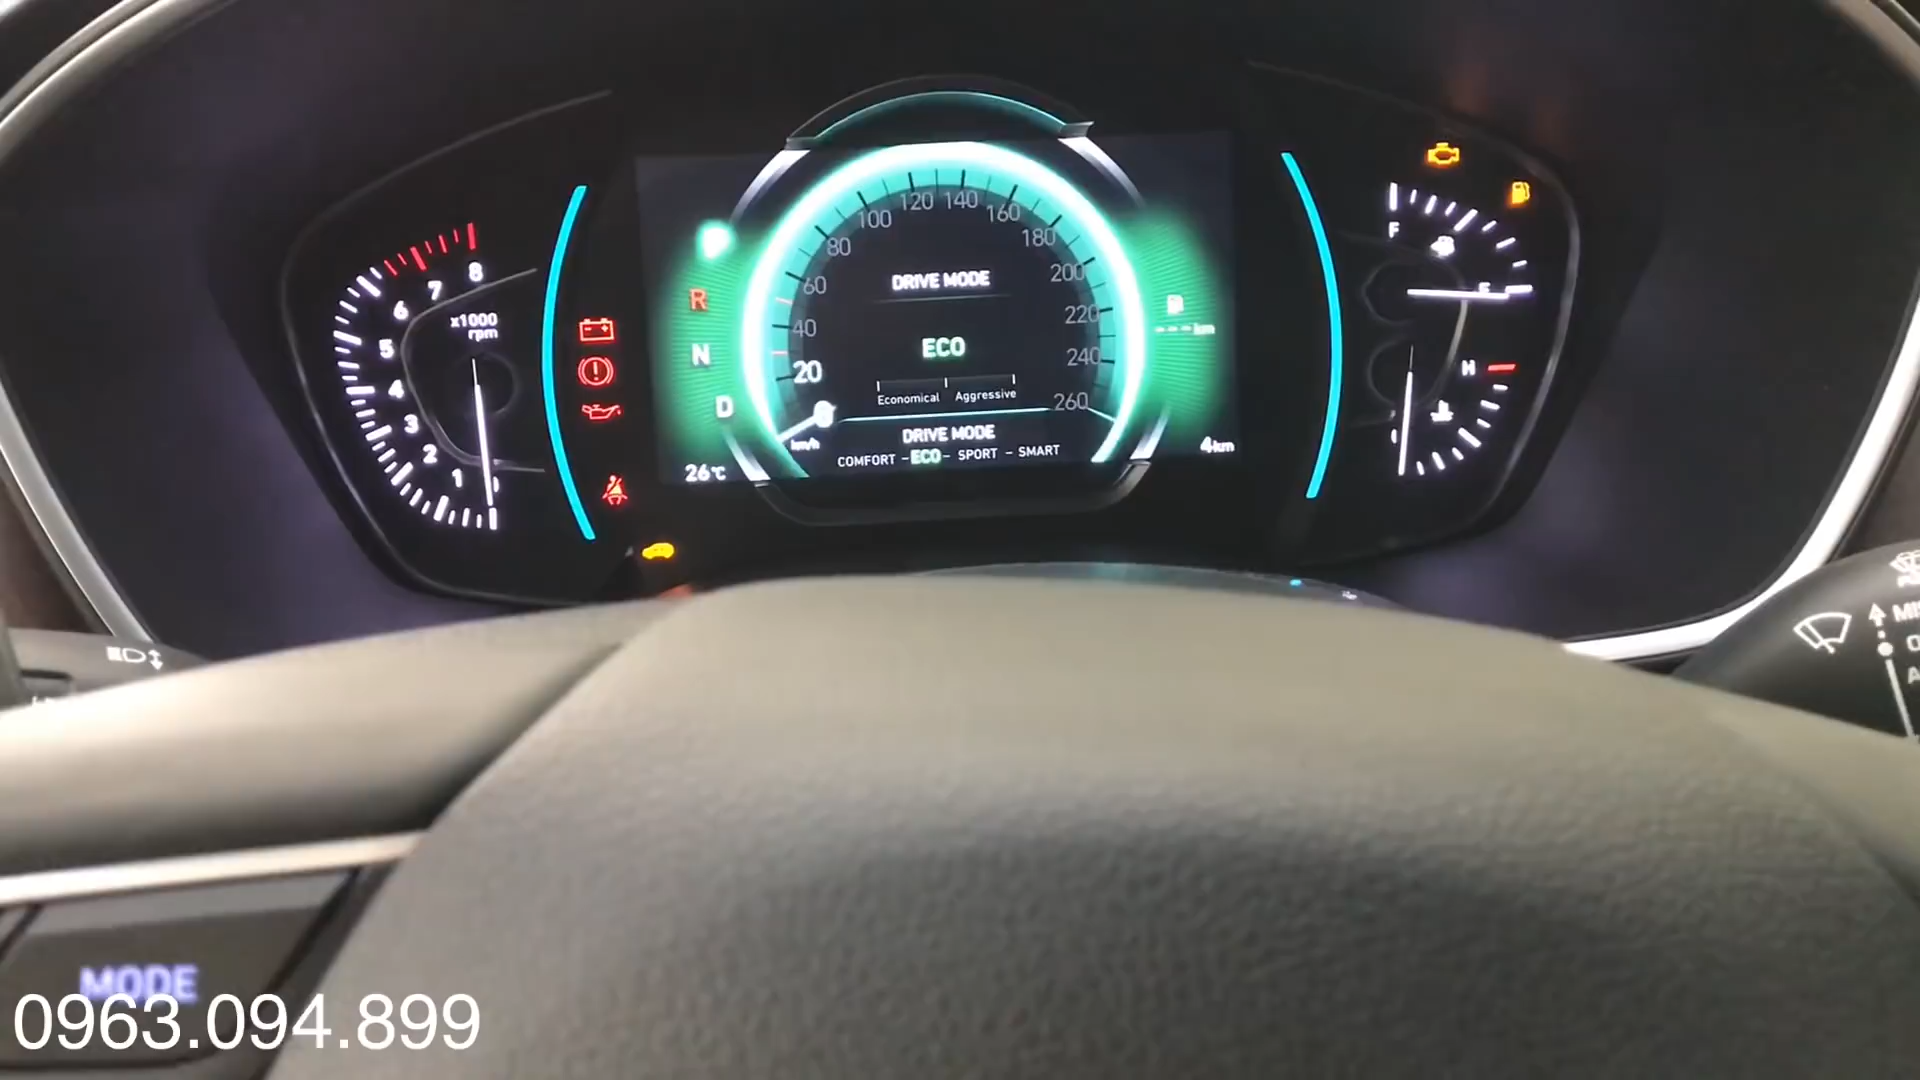 8
7
6
5
4
3
2
1
x1000
rpm
P
R
N
D
26℃
20
40
60
80
100
120
140
160
180
200
220
240
260
km/h
DRIVE MODE
ECO
Economical Aggressive
DRIVE MODE
COMFORT - ECO - SPORT - SMART
--- km
4km
F
H
MODE
0963.094.899